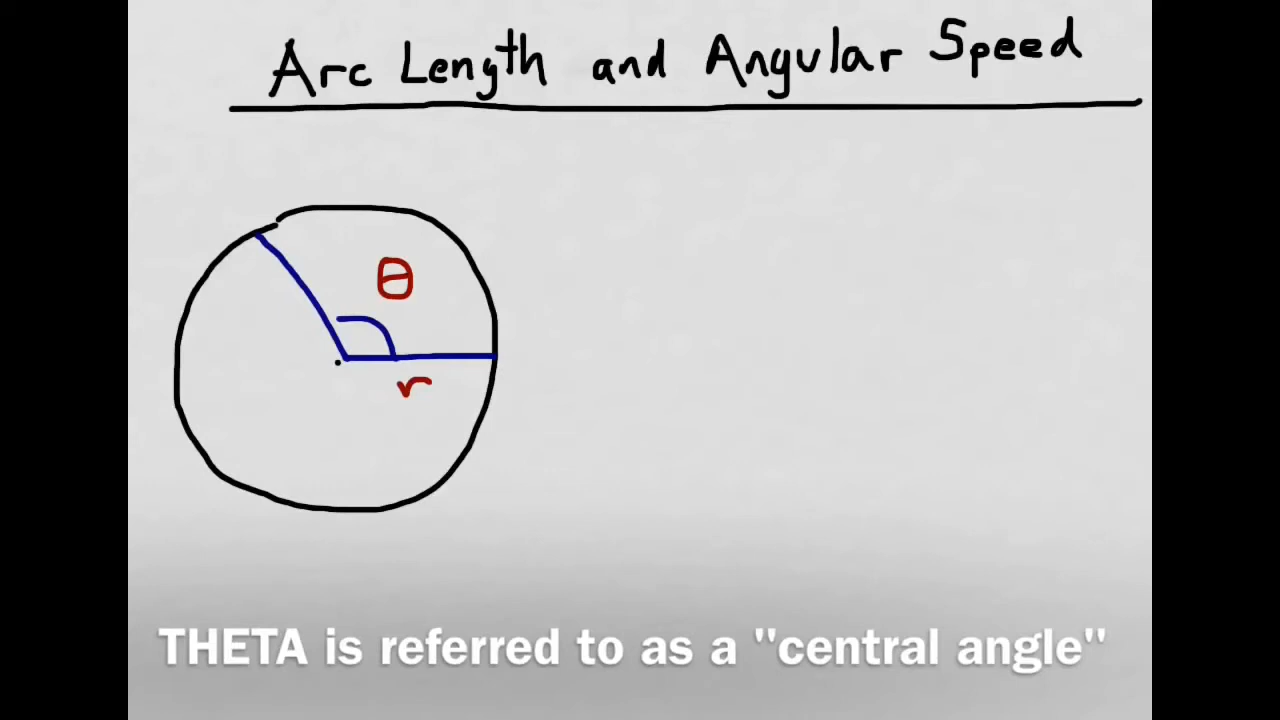 Arc Length and Angular Speed
θ
r
THETA is referred to as a "central angle"